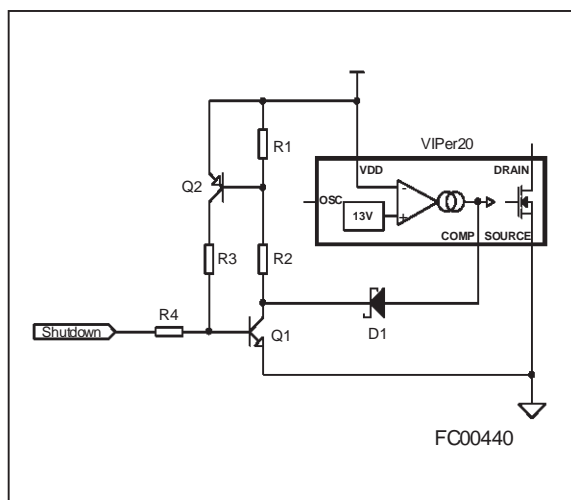 VIPer20
R1
VDD
DRAIN
Q2
-
OSC
13V
+
COMP
SOURCE
R3
R2
D1
Shutdown
R4
Q1
FC00440